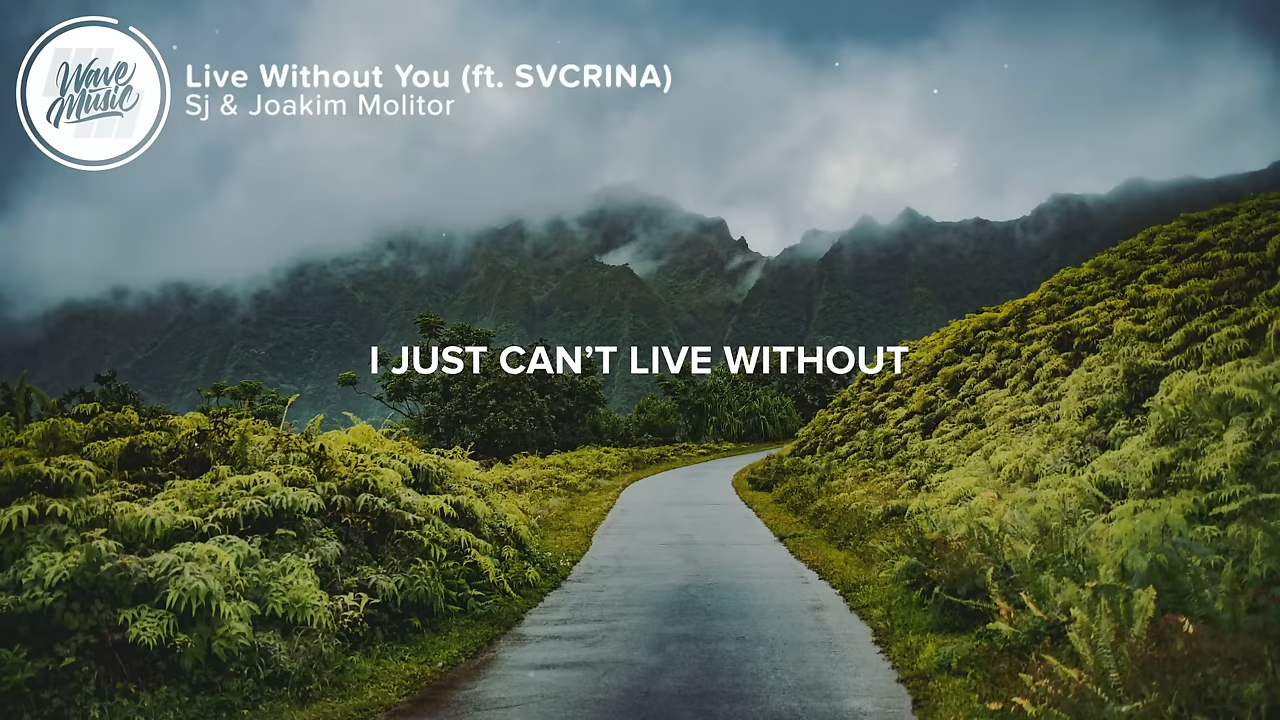 Wave
Music
Live Without You (ft. SVCRINA)
Sj & Joakim Molitor
I JUST CAN’T LIVE WITHOUT